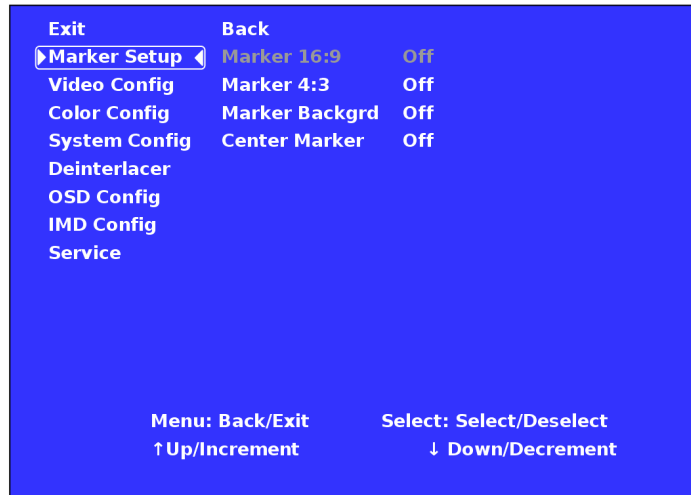 Exit Back
Marker Setup Marker 16:9 Off
Video Config Marker 4:3 Off
Color Config Marker Backgrd Off
System Config Center Marker Off
Deinterlacer
OSD Config
IMD Config
Service
Menu: Back/Exit Select: Select/Deselect
↑Up/Increment ↓ Down/Decrement